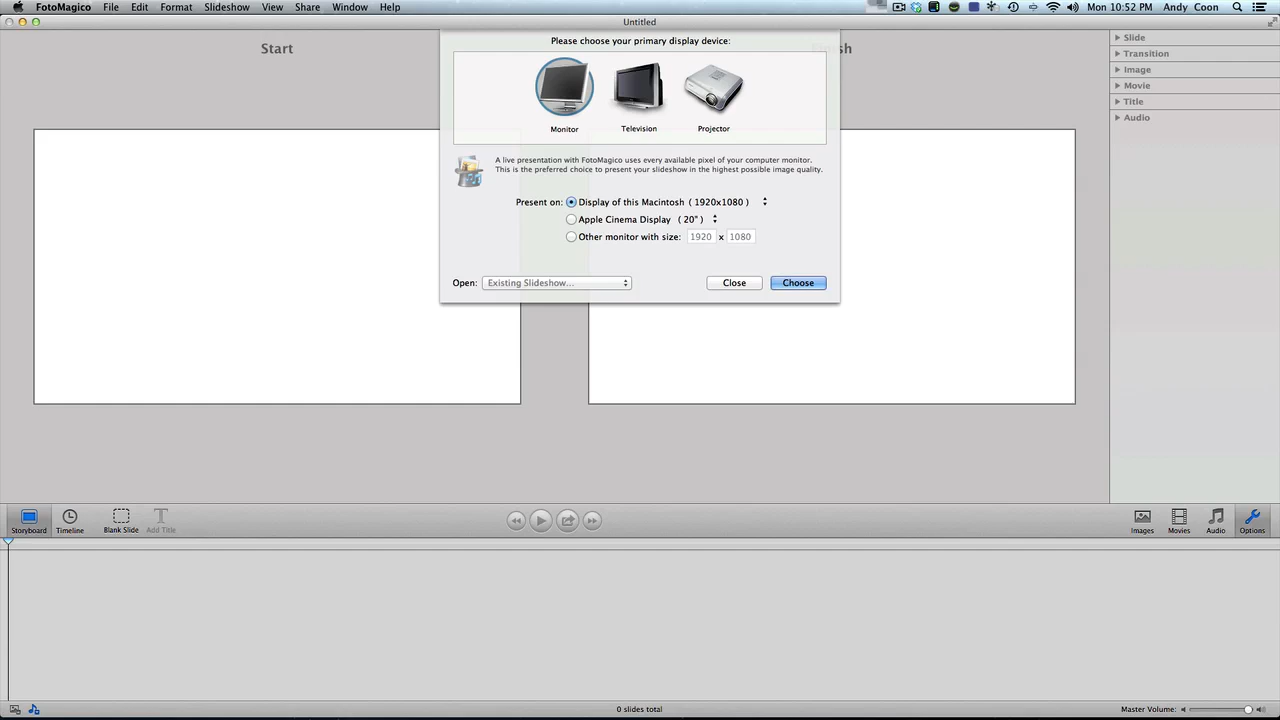 FotoMagico File Edit Format Slideshow View Share Window Help Mon 10:52 PM Andy Coon
Untitled
Please choose your primary display device:
Start
Slide
Transition
Image
Movie
Title
Audio
Monitor Television Projector
A live presentation with FotoMagico uses every available pixel of your computer monitor.
This is the preferred choice to present your slideshow in the highest possible image quality.
Present on: Display of this Macintosh ( 1920x1080 )
Apple Cinema Display ( 20" )
Other monitor with size: 1920 x 1080
Open: Existing Slideshow... Close Choose
Storyboard Timeline Blank Slide Add Title Images Movies Audio Options
0 slides total Master Volume: